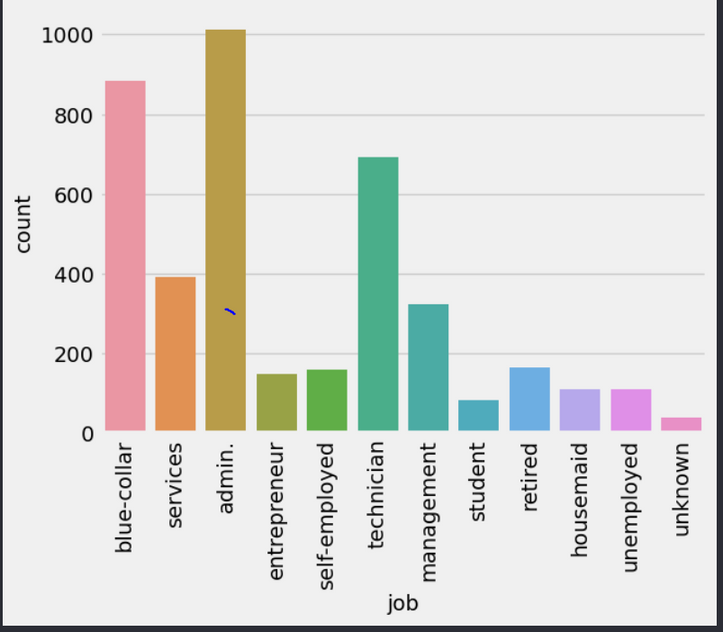 1000
800
600
400
200
0
count
blue-collar
services
admin.
entrepreneur
self-employed
technician
management
student
retired
housemaid
unemployed
unknown
job